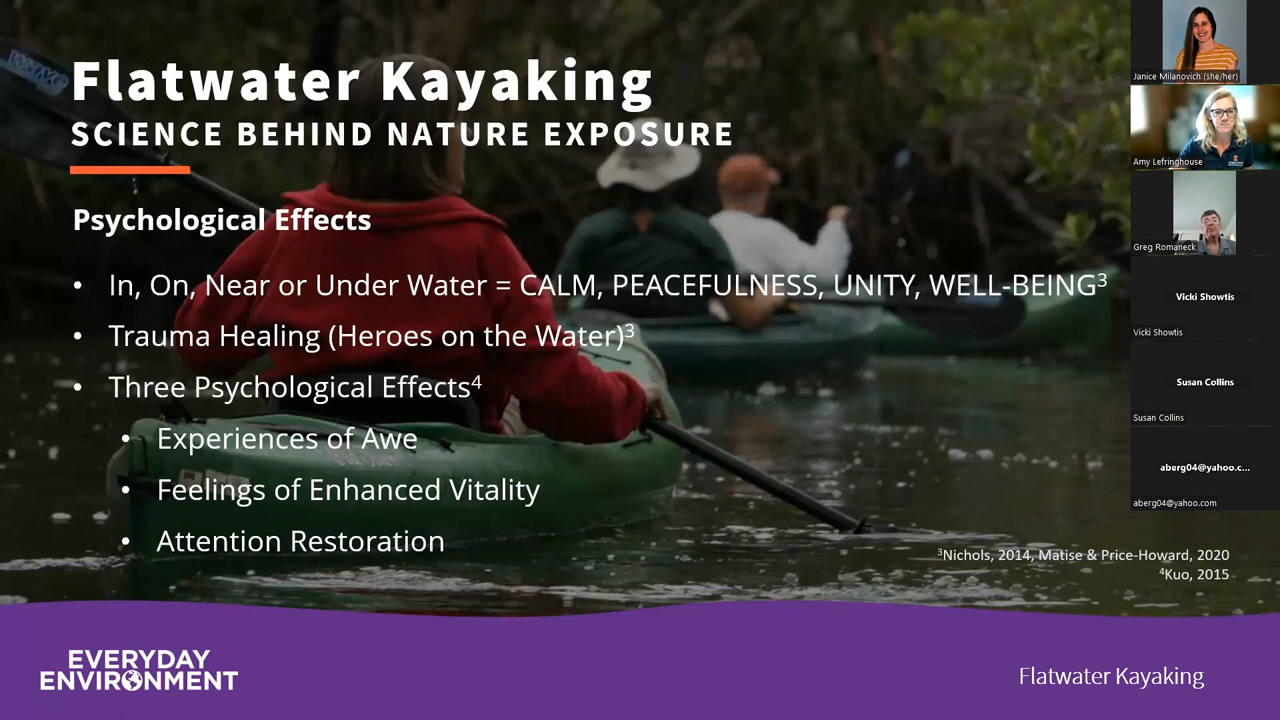 Flatwater Kayaking
SCIENCE BEHIND NATURE EXPOSURE
Psychological Effects
• In, On, Near or Under Water = CALM, PEACEFULNESS, UNITY, WELL-BEING³
• Trauma Healing (Heroes on the Water)³
• Three Psychological Effects⁴
• Experiences of Awe
• Feelings of Enhanced Vitality
• Attention Restoration
³Nichols, 2014, Matise & Price-Howard, 2020
⁴Kuo, 2015
EVERYDAY
ENVIRONMENT
Flatwater Kayaking
Janice Milanovich (she/her)
Amy Lefringhouse
Greg Romaneck
Vicki Showtis
Vicki Showtis
Susan Collins
Susan Collins
aberg04@yahoo.c...
aberg04@yahoo.com